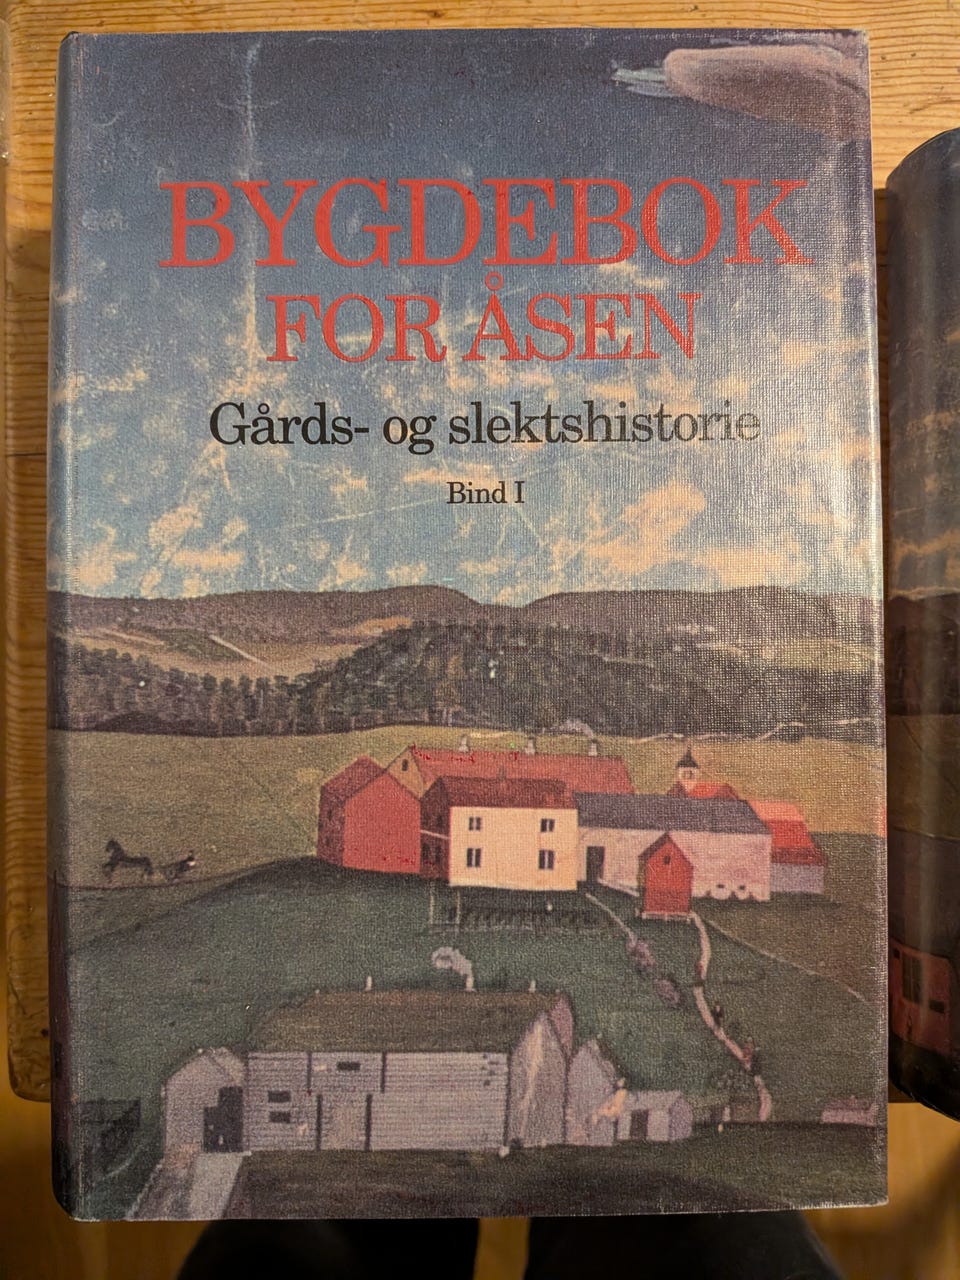 BYGDEBOK
FOR ÅSEN
Gårds- og slektshistorie
Bind I